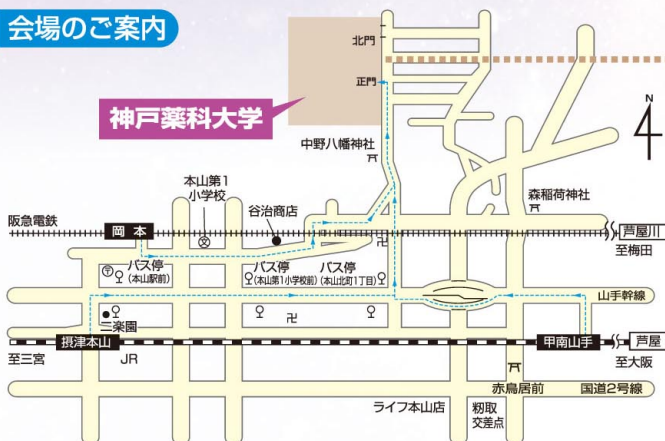 会場のご案内
北門
正門
神戸薬科大学
N
中野八幡神社
本山第1
小学校
谷治商店
森稲荷神社
阪急電鉄
岡本
芦屋川
至梅田
文
卍
〒
バス停
(本山駅前)
バス停
(本山第1小学校前)
バス停
(本山北町1丁目)
山手幹線
二楽園
卍
摂津本山
甲南山手
芦屋
至三宮
JR
至大阪
赤鳥居前
国道2号線
ライフ本山店
籾取
交差点